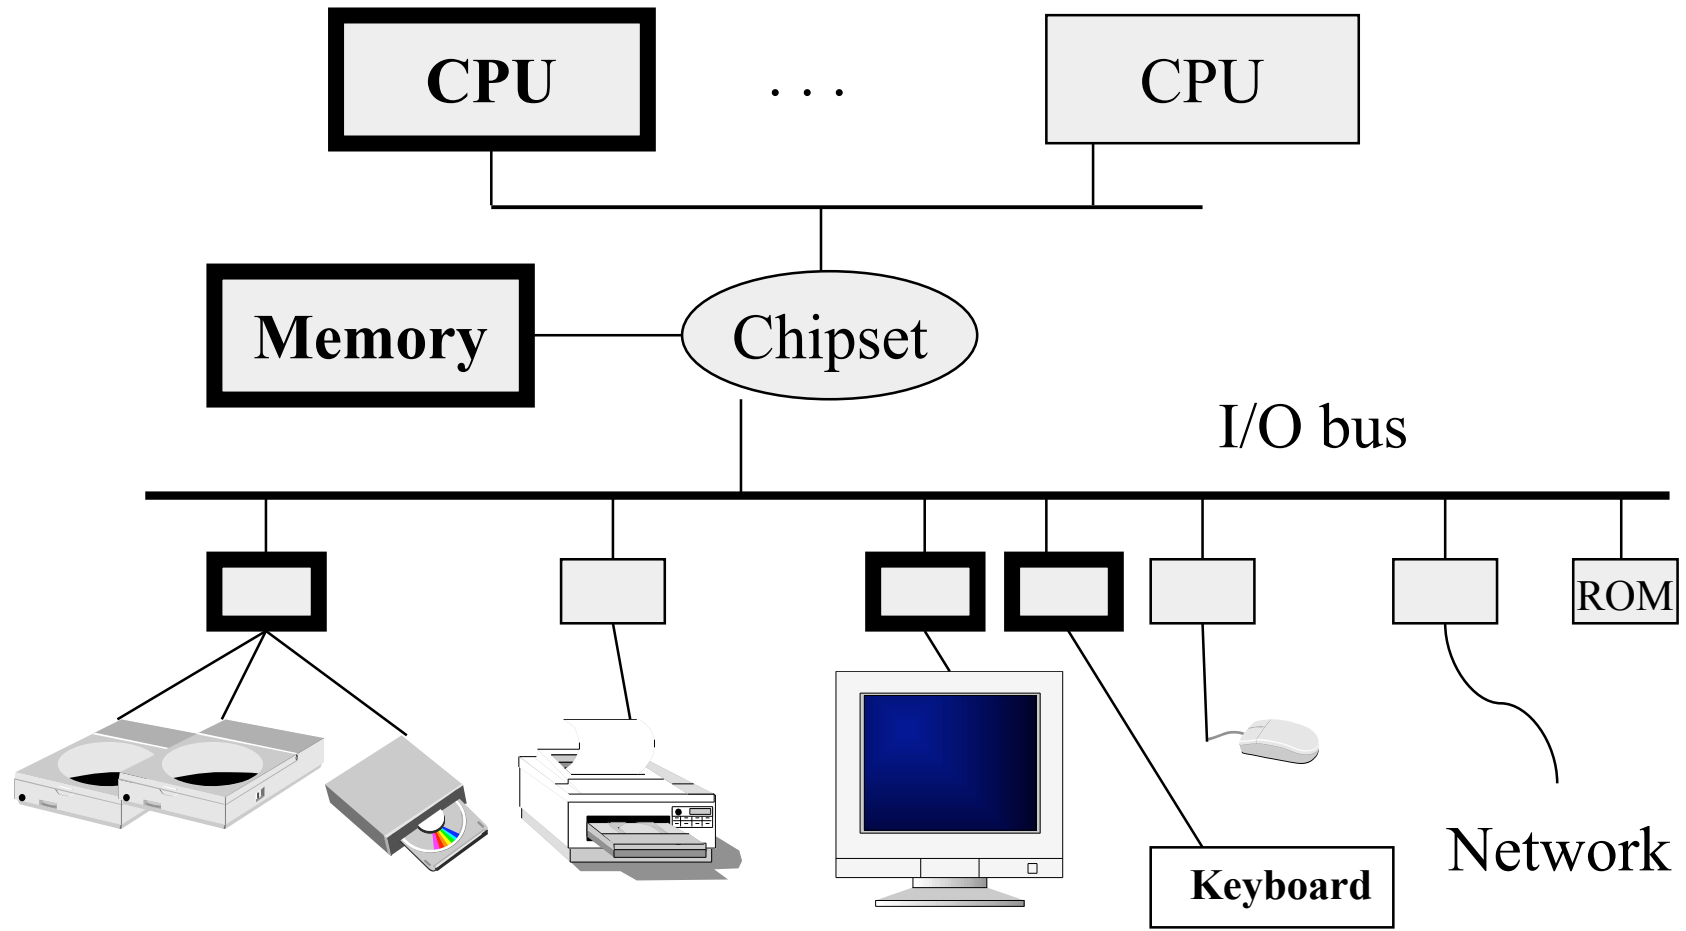 CPU
. . .
CPU
Memory
Chipset
I/O bus
ROM
Keyboard
Network